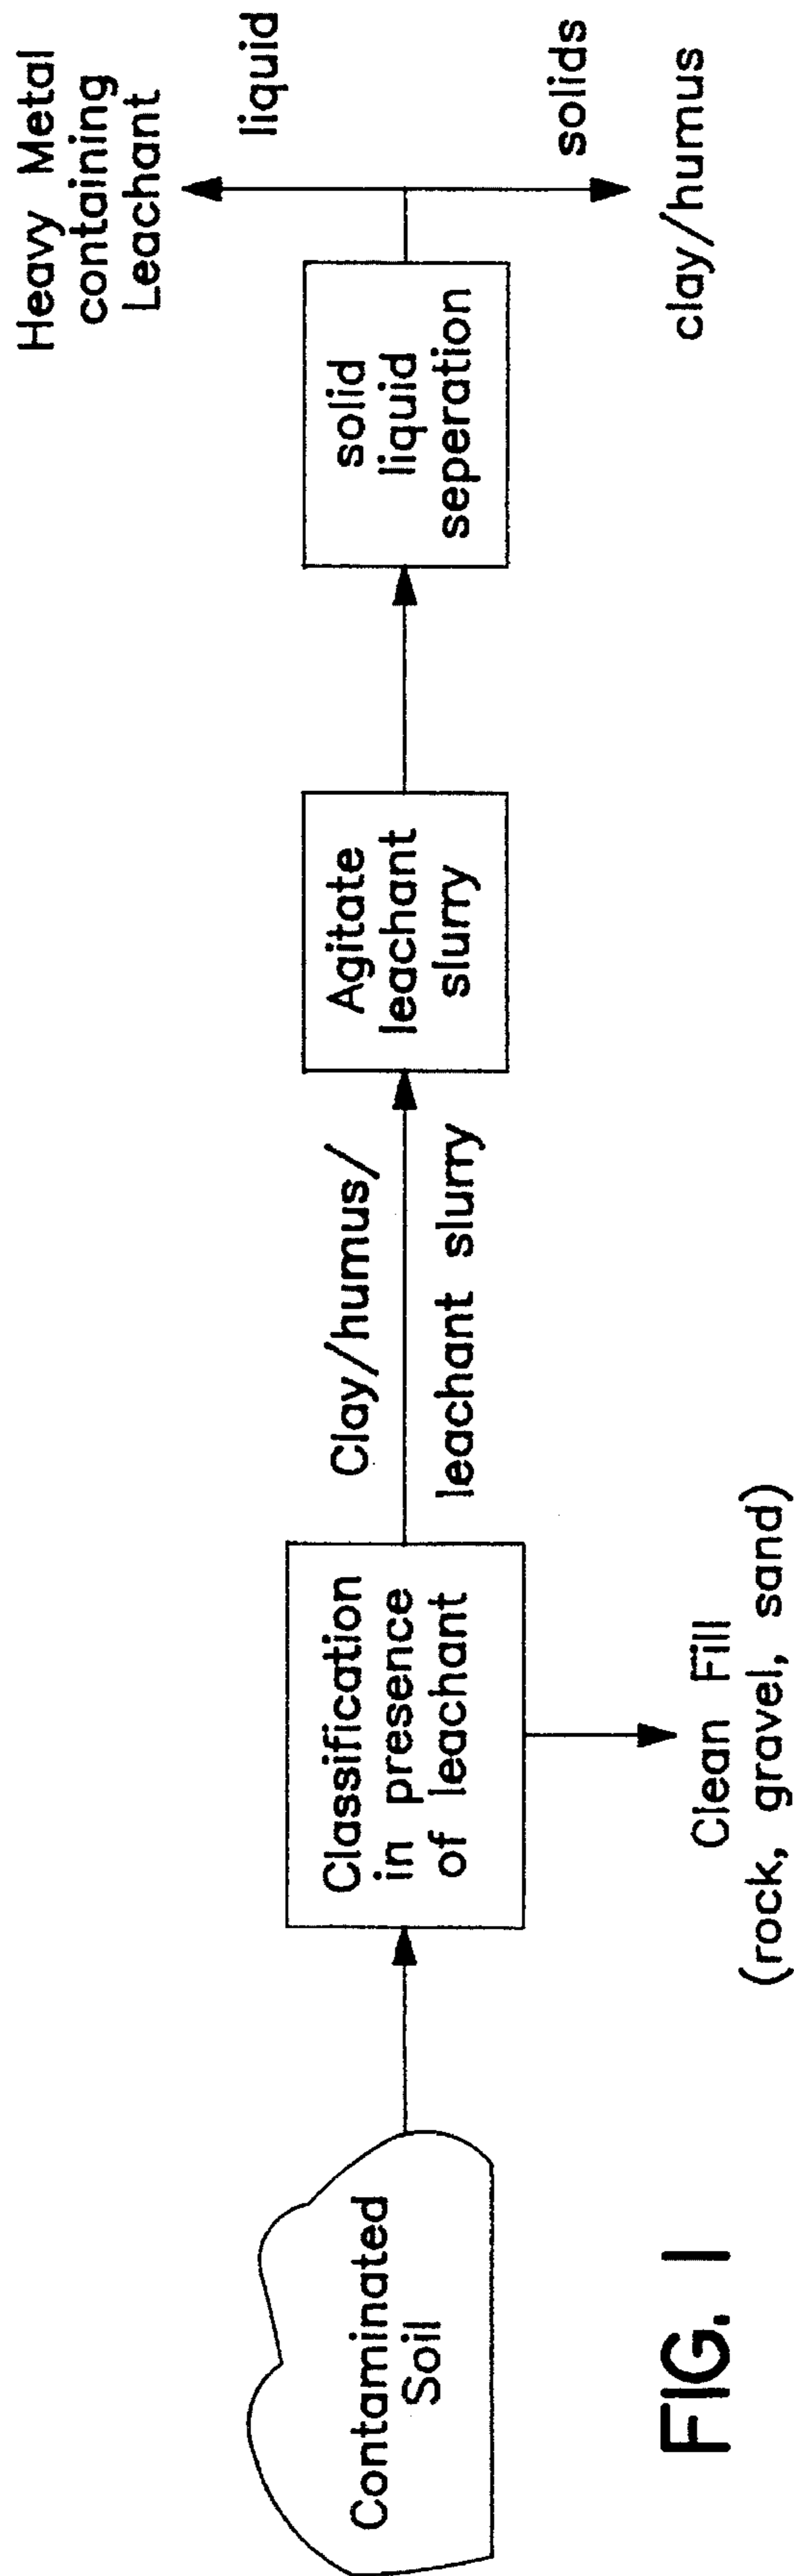 Contaminated
Soil
Classification
in presence
of leachant
Clean Fill
(rock, gravel, sand)
Clay/humus/
leachant slurry
Agitate
leachant
slurry
solid
liquid
seperation
Heavy Metal
containing
Leachant
liquid
solids
clay/humus
FIG. 1